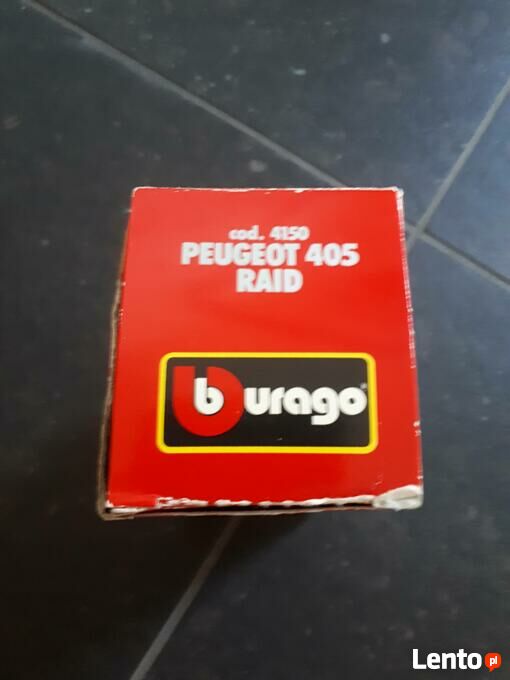 cod. 4150
PEUGEOT 405
RAID
burago
Lento.pl